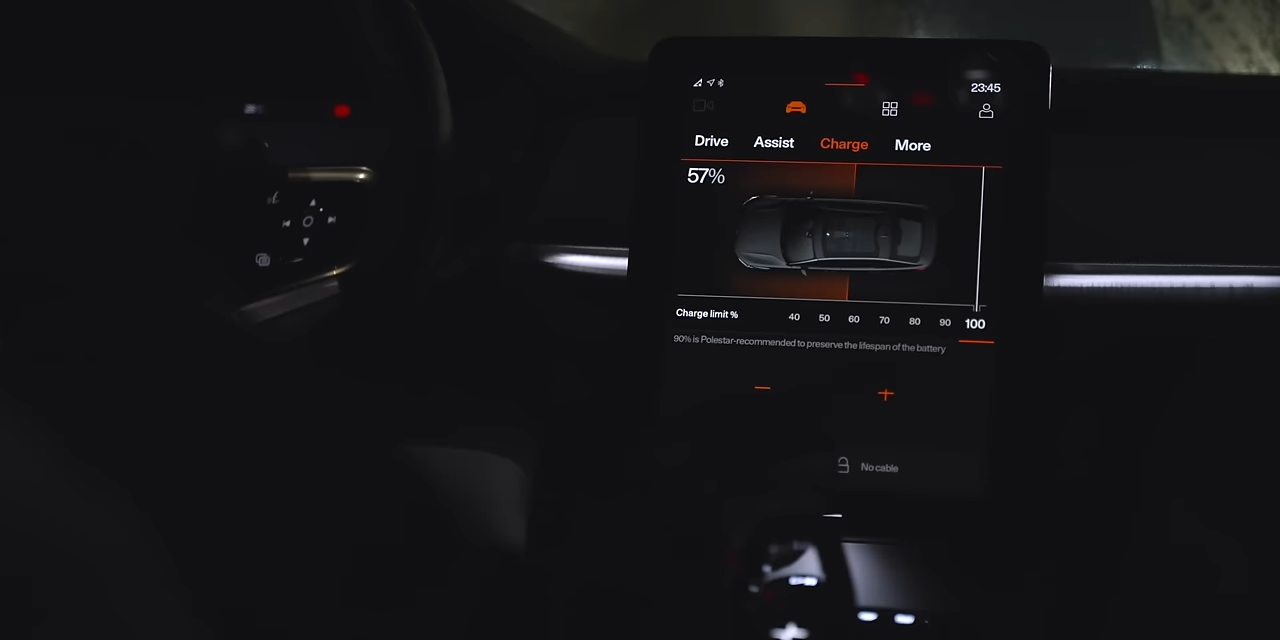 23:45
Drive Assist Charge More
57%
Charge limit % 40 50 60 70 80 90 100
90% is Polestar-recommended to preserve the lifespan of the battery
No cable